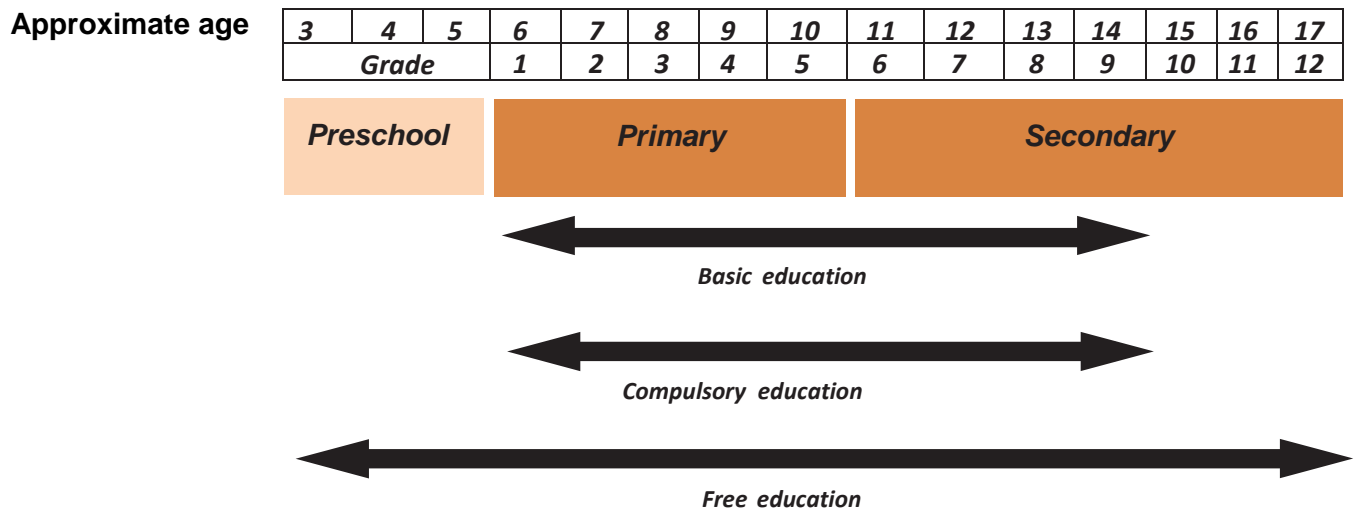 Approximate age 3 4 5 6 7 8 9 10 11 12 13 14 15 16 17
Grade 1 2 3 4 5 6 7 8 9 10 11 12
Preschool Primary Secondary
Basic education
Compulsory education
Free education